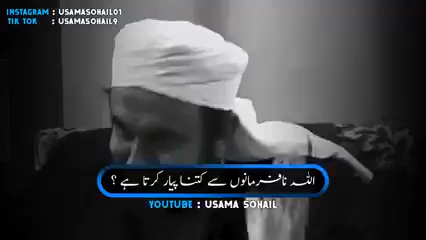 INSTAGRAM : USAMASOHAIL01
TIK TOK : USAMASOHAIL9
اللہ نافرمانوں سے کتنا پیار کرتا ہے ؟
YOUTUBE : USAMA SOHAIL